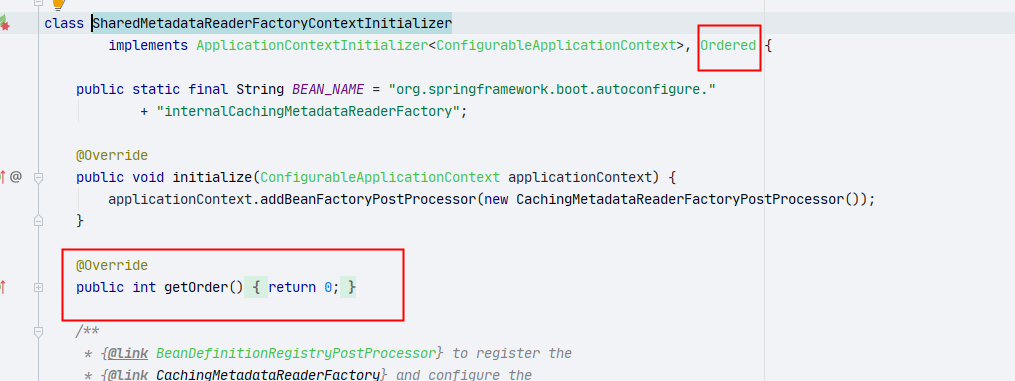 class SharedMetadataReaderFactoryContextInitializer
implements ApplicationContextInitializer<ConfigurableApplicationContext>, Ordered {
public static final String BEAN_NAME = "org.springframework.boot.autoconfigure."
+ "internalCachingMetadataReaderFactory";
@Override
public void initialize(ConfigurableApplicationContext applicationContext) {
applicationContext.addBeanFactoryPostProcessor(new CachingMetadataReaderFactoryPostProcessor());
}
@Override
public int getOrder() { return 0; }
/**
* {@link BeanDefinitionRegistryPostProcessor} to register the
* {@link CachingMetadataReaderFactory} and configure the